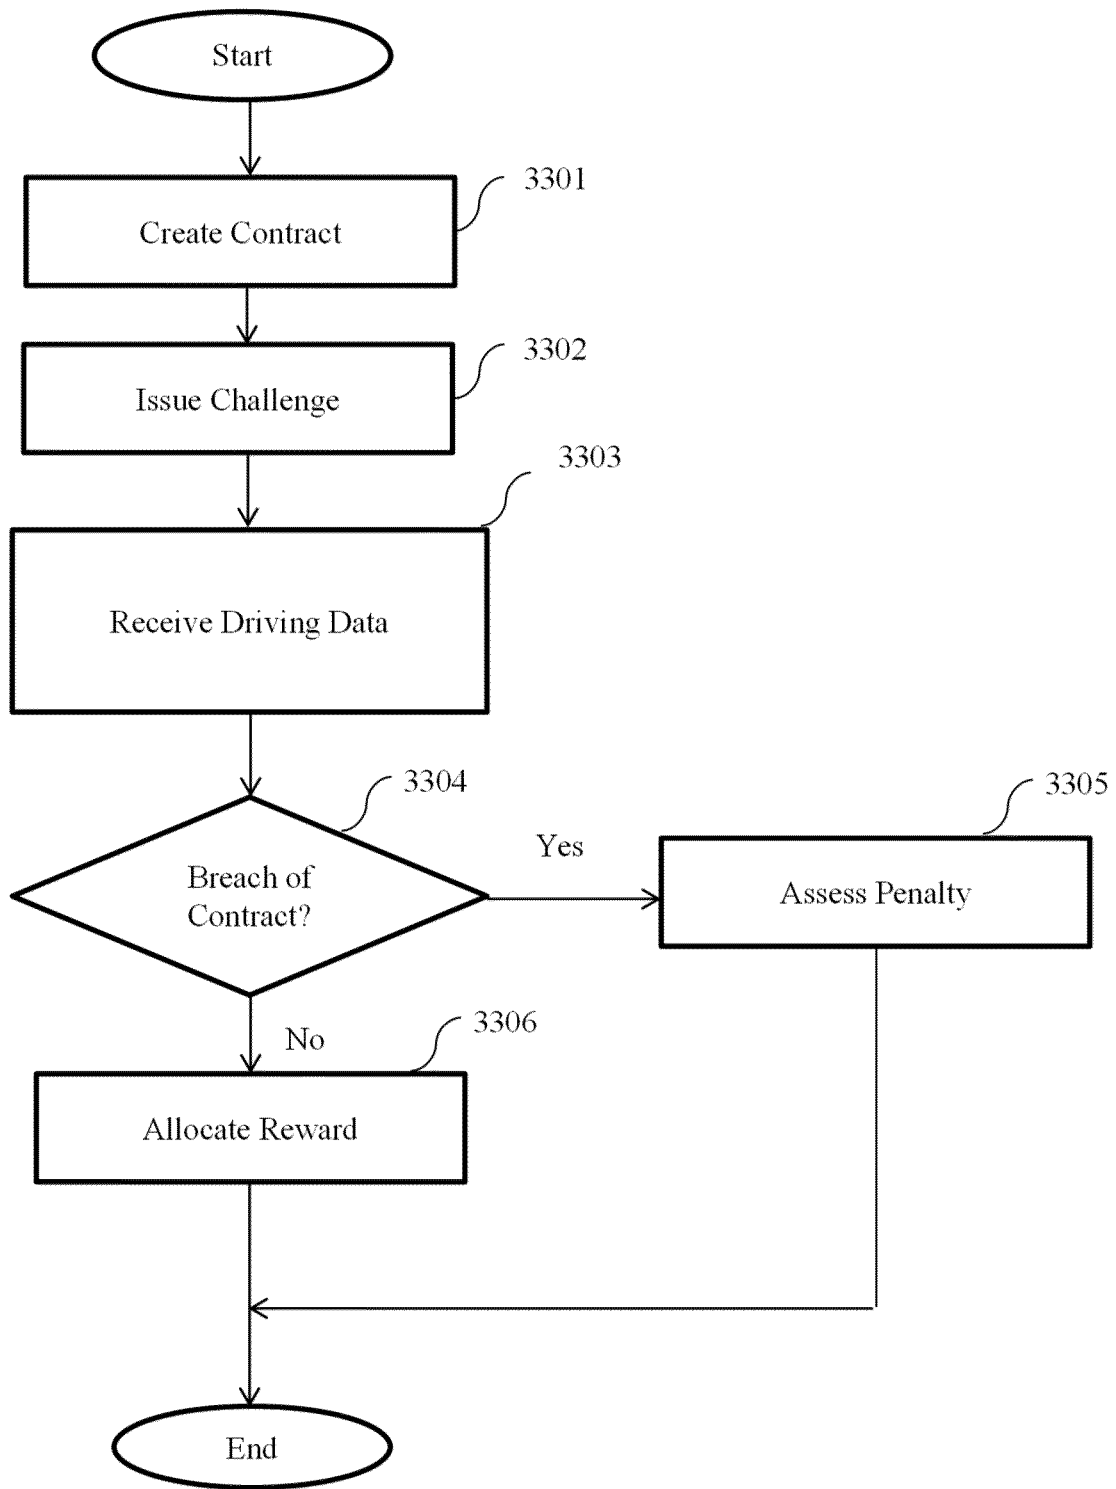 Start
3301
Create Contract
3302
Issue Challenge
3303
Receive Driving Data
3304
3305
Yes
Breach of
Contract?
Assess Penalty
3306
No
Allocate Reward
End